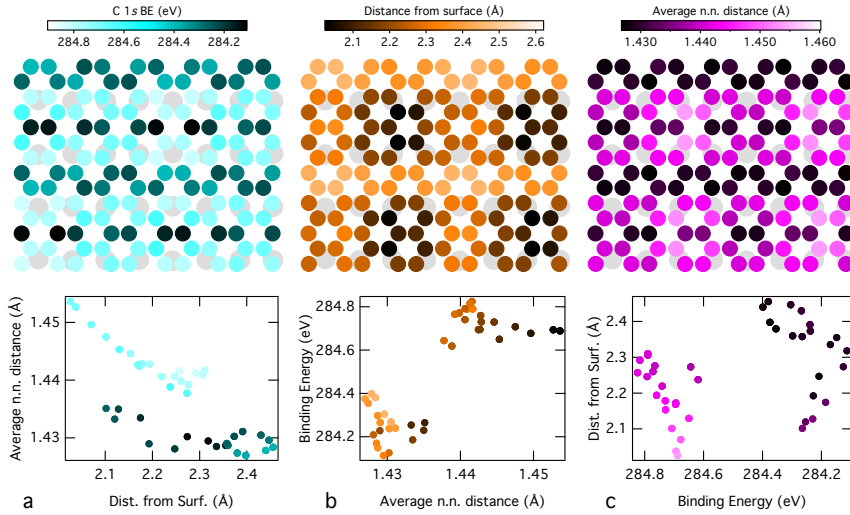 C 1s BE (eV)
284.8 284.6 284.4 284.2
Distance from surface (Å)
2.1 2.2 2.3 2.4 2.5 2.6
Average n.n. distance (Å)
1.430 1.440 1.450 1.460
Average n.n. distance (Å)
1.45
1.44
1.43
2.1 2.2 2.3 2.4
Dist. from Surf. (Å)
a
Binding Energy (eV)
284.8
284.6
284.4
284.2
1.43 1.44 1.45
Average n.n. distance (Å)
b
Dist. from Surf. (Å)
2.4
2.3
2.2
2.1
284.8 284.6 284.4 284.2
Binding Energy (eV)
c